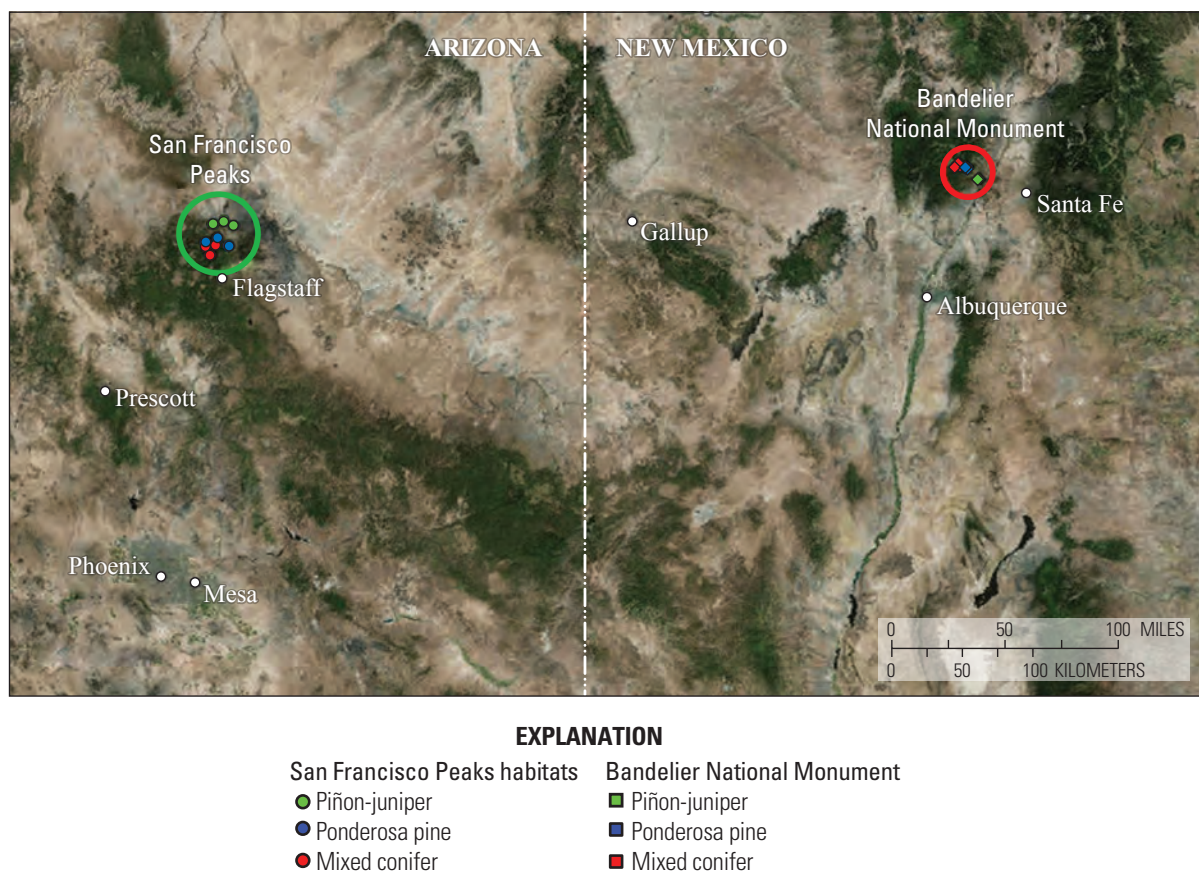 ARIZONA
NEW MEXICO
San Francisco
Peaks
Bandelier
National Monument
Santa Fe
Gallup
Flagstaff
Albuquerque
Prescott
Phoenix
Mesa
0 50 100 MILES
0 50 100 KILOMETERS
EXPLANATION
San Francisco Peaks habitats
Piñon-juniper
Ponderosa pine
Mixed conifer
Bandelier National Monument
Piñon-juniper
Ponderosa pine
Mixed conifer